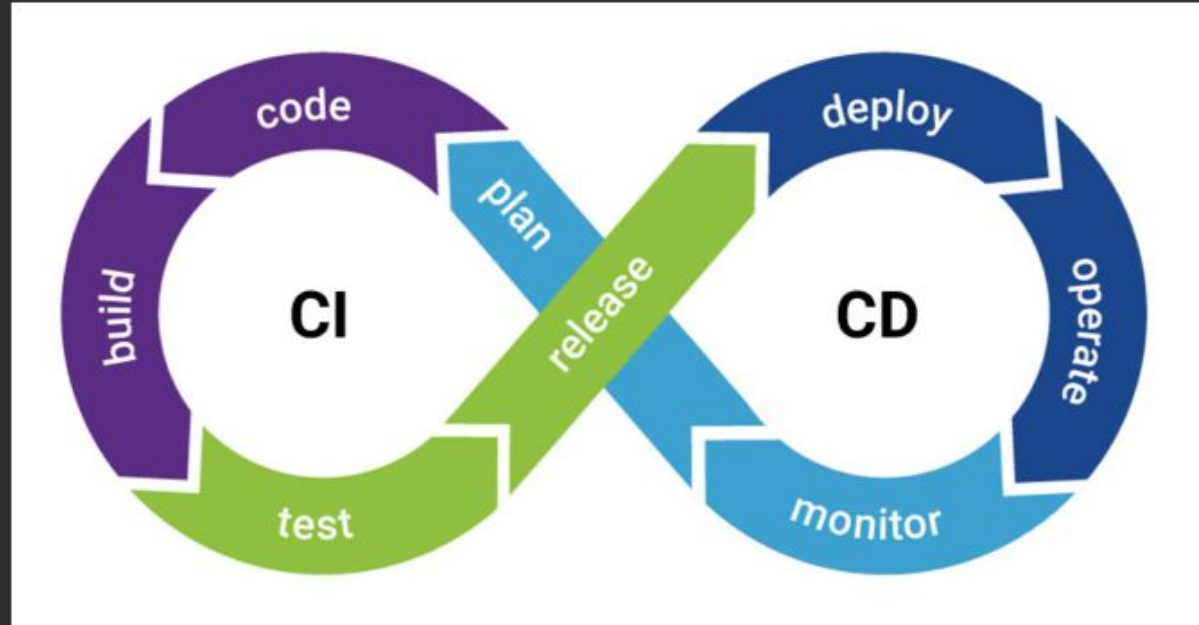 code
deploy
plan
build
CI
release
CD
operate
test
monitor